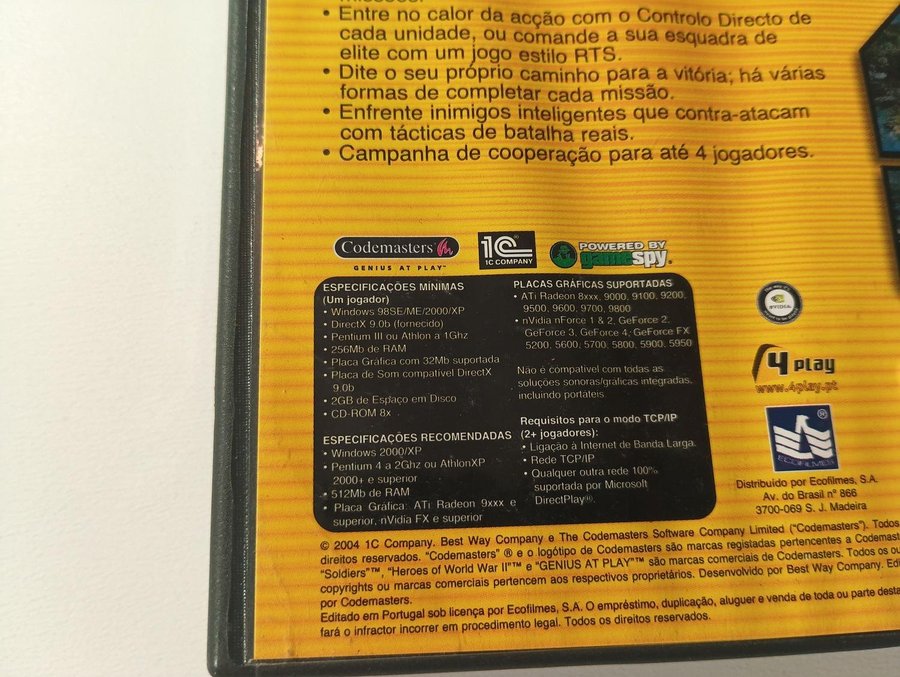 • Entre no calor da acção com o Controlo Directo de
cada unidade, ou comande a sua esquadra de
elite com um jogo estilo RTS.
• Dite o seu próprio caminho para a vitória; há várias
formas de completar cada missão.
• Enfrente inimigos inteligentes que contra-atacam
com tácticas de batalha reais.
• Campanha de cooperação para até 4 jogadores.
Codemasters®
GENIUS AT PLAY™
1C®
1C COMPANY
POWERED BY
gamespy.
ESPECIFICAÇÕES MÍNIMAS
(Um jogador)
• Windows 98SE/ME/2000/XP
• DirectX 9.0b (fornecido)
• Pentium III ou Athlon a 1Ghz
• 256Mb de RAM
• Placa Gráfica com 32Mb suportada
• Placa de Som compatível DirectX
9.0b
• 2GB de Espaço em Disco
• CD-ROM 8x
ESPECIFICAÇÕES RECOMENDADAS
• Windows 2000/XP
• Pentium 4 a 2Ghz ou AthlonXP
2000+ e superior
• 512Mb de RAM
• Placa Gráfica: ATi Radeon 9xxx e
superior, nVidia FX e superior
PLACAS GRÁFICAS SUPORTADAS
• ATi Radeon 8xxx, 9000, 9100, 9200,
9500, 9600, 9700, 9800
• nVidia nForce 1 & 2, GeForce 2,
GeForce 3, GeForce 4, GeForce FX
5200, 5600, 5700, 5800, 5900, 5950
Não é compatível com todas as
soluções sonoras/gráficas integradas,
incluindo portáteis
Requisitos para o modo TCP/IP
(2+ jogadores):
• Ligação à Internet de Banda Larga.
• Rede TCP/IP
• Qualquer outra rede 100%
suportada por Microsoft
DirectPlay®.
NVIDIA
4 play
www.4play.pt
®
ECOFILMES
Distribuido por Ecofilmes, S.A.
Av. do Brasil nº 866
3700-069 S. J. Madeira
© 2004 1C Company. Best Way Company e The Codemasters Software Company Limited ("Codemasters"). Todos
direitos reservados. "Codemasters" ® e o logótipo de Codemasters são marcas registadas pertencentes a Codemast
"Soldiers"™, "Heroes of World War II"™ e "GENIUS AT PLAY"™ são marcas comerciais de Codemasters. Todos os ou
copyrights ou marcas comerciais pertencem aos respectivos proprietários. Desenvolvido por Best Way Company. Edi
por Codemasters.
Editado em Portugal sob licença por Ecofilmes, S.A. O empréstimo, duplicação, aluguer e venda de toda ou parte desta
fará o infractor incorrer em procedimento legal. Todos os direitos reservados.